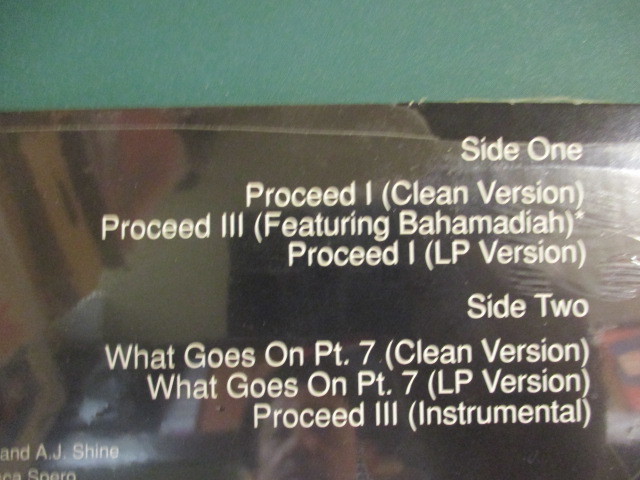 Side One
Proceed I (Clean Version)
Proceed III (Featuring Bahamadiah)*
Proceed I (LP Version)
Side Two
What Goes On Pt. 7 (Clean Version)
What Goes On Pt. 7 (LP Version)
Proceed III (Instrumental)
and A.J. Shine
Spero